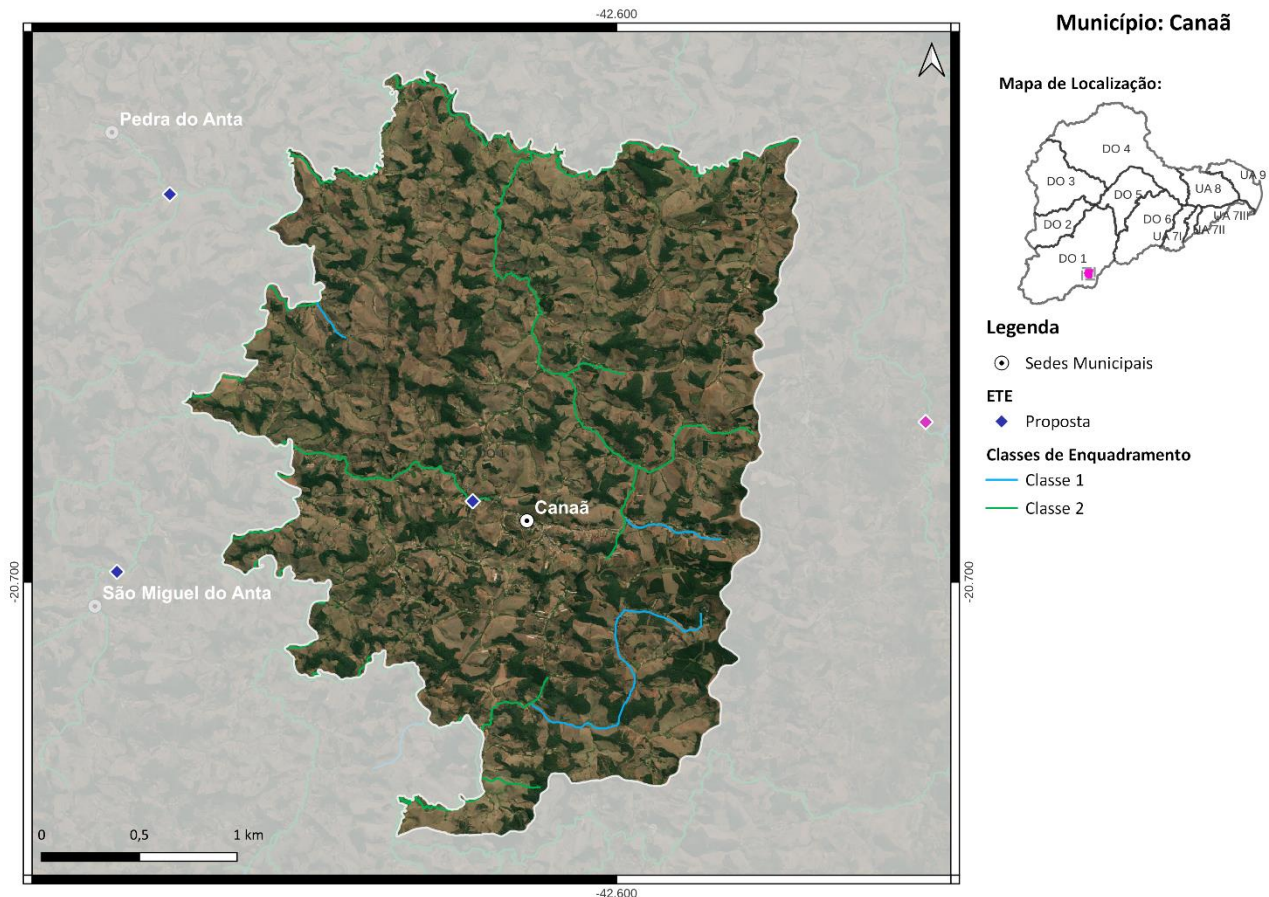 -42.600
Município: Canaã
Mapa de Localização:
Pedra do Anta
DO 4
DO 3
DO 5
UA 8
UA 9
DO 2
DO 6
UA 7III
UA 7II
UA 7I
DO 1
Legenda
Sedes Municipais
ETE
Proposta
Classes de Enquadramento
Classe 1
Classe 2
Canaã
-20.700
-20.700
São Miguel do Anta
0 0,5 1 km
-42.600